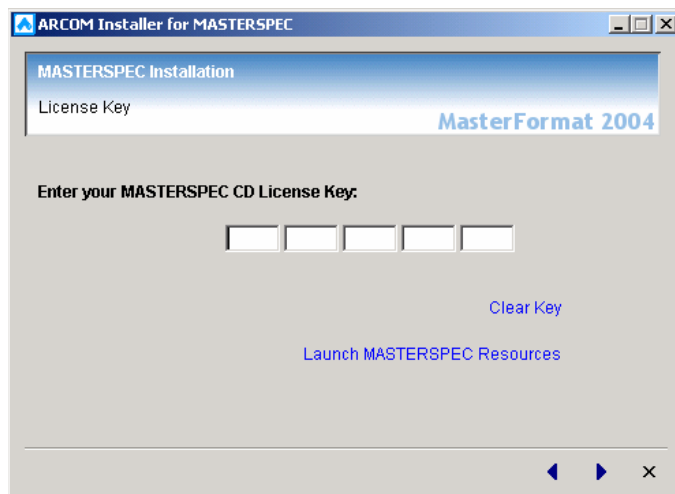 ARCOM Installer for MASTERSPEC
MASTERSPEC Installation
License Key
MasterFormat 2004
Enter your MASTERSPEC CD License Key:
Clear Key
Launch MASTERSPEC Resources